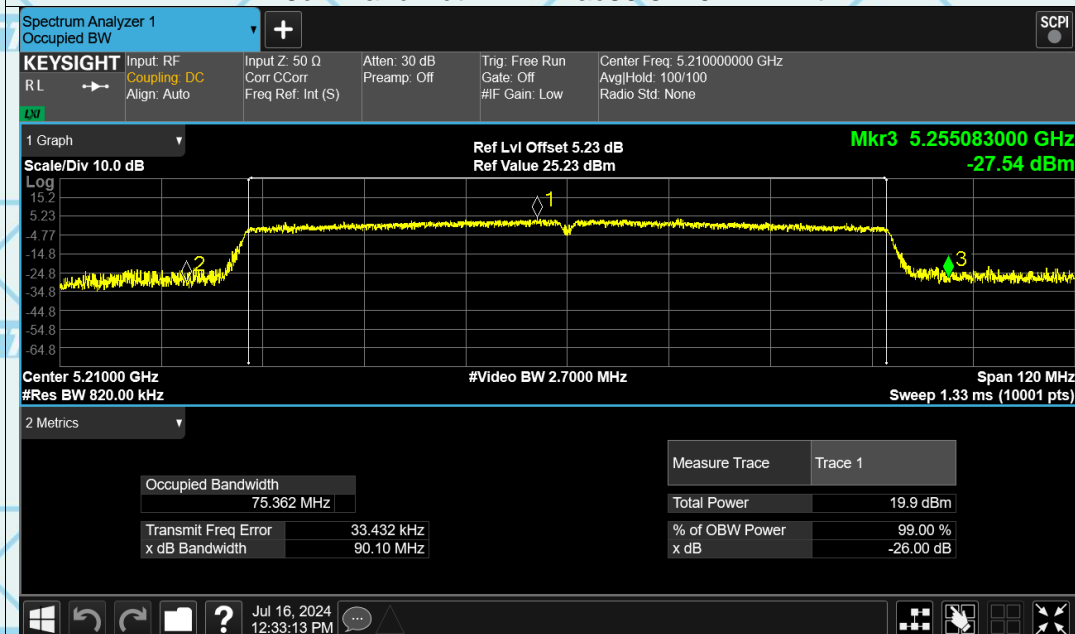 Spectrum Analyzer 1
Occupied BW
SCPI
KEYSIGHT
RL
LXI
Input: RF
Coupling: DC
Align: Auto
Input Z: 50 Ω
Corr CCorr
Freq Ref: Int (S)
Atten: 30 dB
Preamp: Off
Trig: Free Run
Gate: Off
#IF Gain: Low
Center Freq: 5.210000000 GHz
Avg|Hold: 100/100
Radio Std: None
1 Graph
Scale/Div 10.0 dB
Ref Lvl Offset 5.23 dB
Ref Value 25.23 dBm
Mkr3 5.255083000 GHz
-27.54 dBm
Log
15.2
5.23
-4.77
-14.8
-24.8
-34.8
-44.8
-54.8
-64.8
1
2
3
Center 5.21000 GHz
#Video BW 2.7000 MHz
Span 120 MHz
#Res BW 820.00 kHz
Sweep 1.33 ms (10001 pts)
2 Metrics
Measure Trace Trace 1
Occupied Bandwidth
75.362 MHz
Total Power 19.9 dBm
Transmit Freq Error 33.432 kHz
% of OBW Power 99.00 %
x dB Bandwidth 90.10 MHz
x dB -26.00 dB
?
Jul 16, 2024
12:33:13 PM